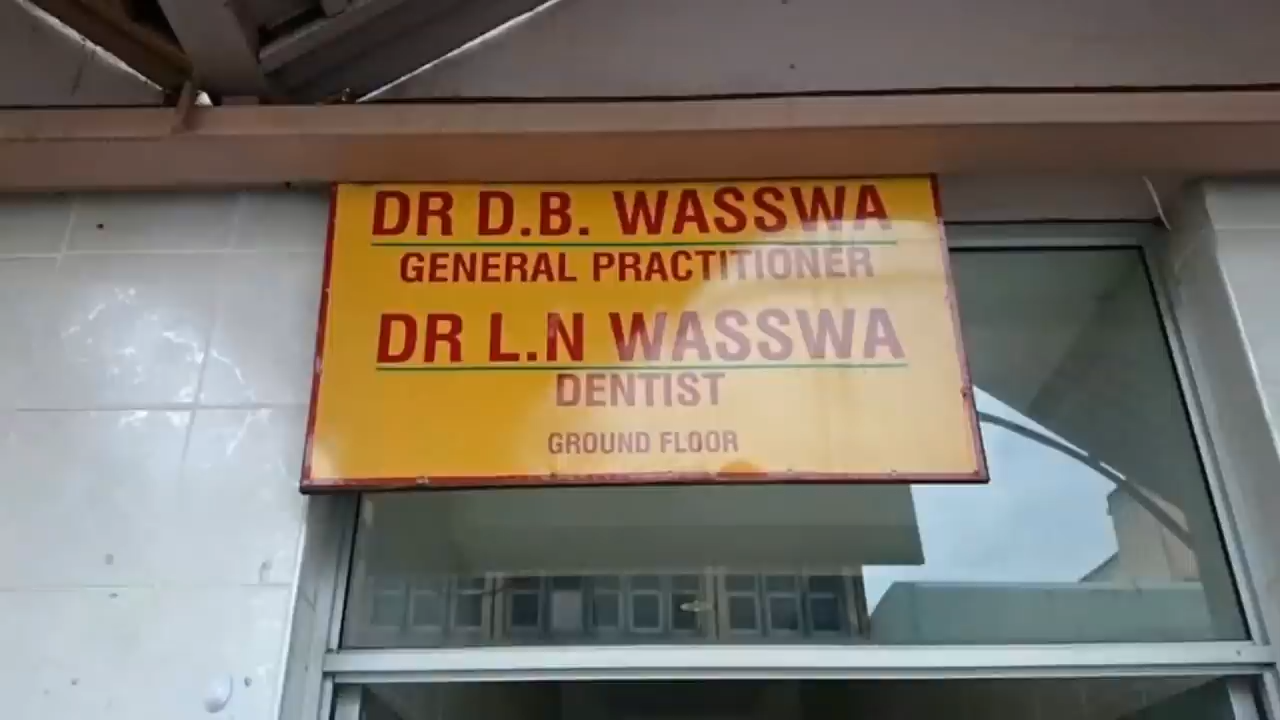 DR D.B. WASSWA
GENERAL PRACTITIONER
DR L.N WASSWA
DENTIST
GROUND FLOOR